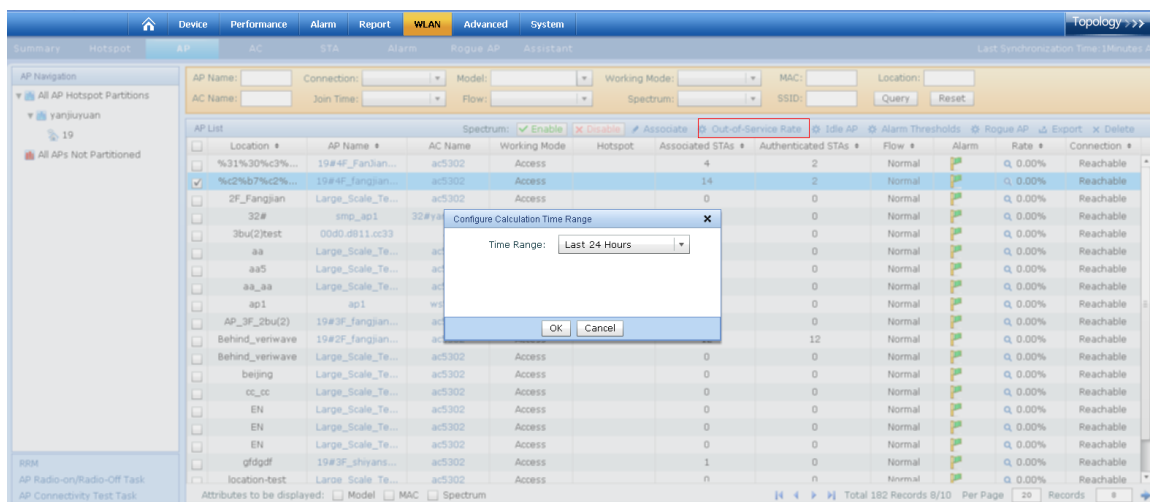 Device Performance Alarm Report WLAN Advanced System Topology >>>
Summary Hotspot AP AC STA Alarm Rogue AP Assistant Last Synchronization Time:1Minutes A
AP Navigation
All AP Hotspot Partitions
yanjiuyuan
19
All APs Not Partitioned
AP Name: Connection: Model: Working Mode: MAC: Location:
AC Name: Join Time: Flow: Spectrum: SSID: Query Reset
AP List Spectrum: Enable Disable Associate Out-of-Service Rate Idle AP Alarm Thresholds Rogue AP Export Delete
Location AP Name AC Name Working Mode Hotspot Associated STAs Authenticated STAs Flow Alarm Rate Connection
%31%30%c3%... 19#4F_FanJian... ac5302 Access 4 2 Normal 0.00% Reachable
%c2%b7%c2%... 19#4F_fangjian... ac5302 Access 14 2 Normal 0.00% Reachable
2F_Fangjian Large_Scale_Te... ac5302 Access 0 0 Normal 0.00% Reachable
32# smp_ap1 32#ya 0 Normal 0.00% Reachable
3bu(2)test 00d0.d811.cc33 0 Normal 0.00% Reachable
aa Large_Scale_Te... ac5 0 Normal 0.00% Reachable
aa5 Large_Scale_Te... ac5 0 Normal 0.00% Reachable
aa_aa Large_Scale_Te... ac5 0 Normal 0.00% Reachable
ap1 ap1 ws 0 Normal 0.00% Reachable
AP_3F_2bu(2) 19#3F_fangjian... ac5 0 Normal 0.00% Reachable
Behind_veriwave 19#2F_fangjian... 12 Normal 0.00% Reachable
Behind_veriwave Large_Scale_Te... ac5302 Access 0 0 Normal 0.00% Reachable
beijing Large_Scale_Te... ac5302 Access 0 0 Normal 0.00% Reachable
cc_cc Large_Scale_Te... ac5302 Access 0 0 Normal 0.00% Reachable
EN Large_Scale_Te... ac5302 Access 0 0 Normal 0.00% Reachable
EN Large_Scale_Te... ac5302 Access 0 0 Normal 0.00% Reachable
EN Large_Scale_Te... ac5302 Access 0 0 Normal 0.00% Reachable
gfdgdf 19#3F_shiyans... ac5302 Access 1 0 Normal 0.00% Reachable
location-test Large_Scale_Te... ac5302 Access 0 0 Normal 0.00% Reachable
Configure Calculation Time Range
Time Range: Last 24 Hours
OK Cancel
RRM
AP Radio-on/Radio-Off Task
AP Connectivity Test Task
Attributes to be displayed: Model MAC Spectrum Total 182 Records 8/10 Per Page 20 Records 8